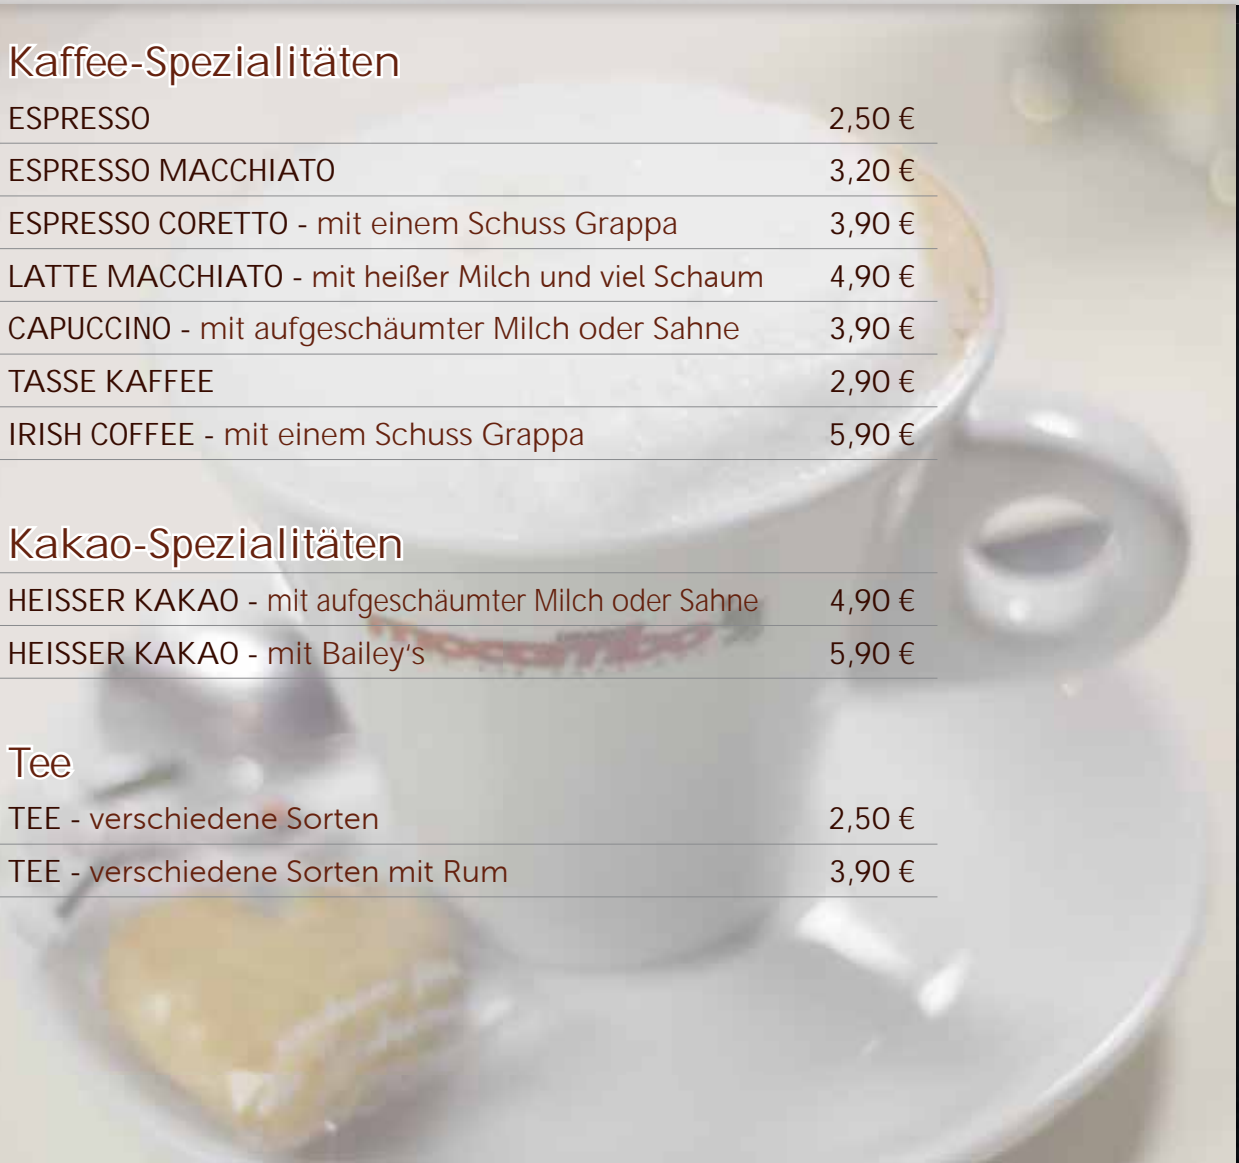 Kaffee-Spezialitäten
ESPRESSO 2,50 €
ESPRESSO MACCHIATO 3,20 €
ESPRESSO CORETTO - mit einem Schuss Grappa 3,90 €
LATTE MACCHIATO - mit heißer Milch und viel Schaum 4,90 €
CAPUCCINO - mit aufgeschäumter Milch oder Sahne 3,90 €
TASSE KAFFEE 2,90 €
IRISH COFFEE - mit einem Schuss Grappa 5,90 €
Kakao-Spezialitäten
HEISSER KAKAO - mit aufgeschäumter Milch oder Sahne 4,90 €
HEISSER KAKAO - mit Bailey‘s 5,90 €
Tee
TEE - verschiedene Sorten 2,50 €
TEE - verschiedene Sorten mit Rum 3,90 €